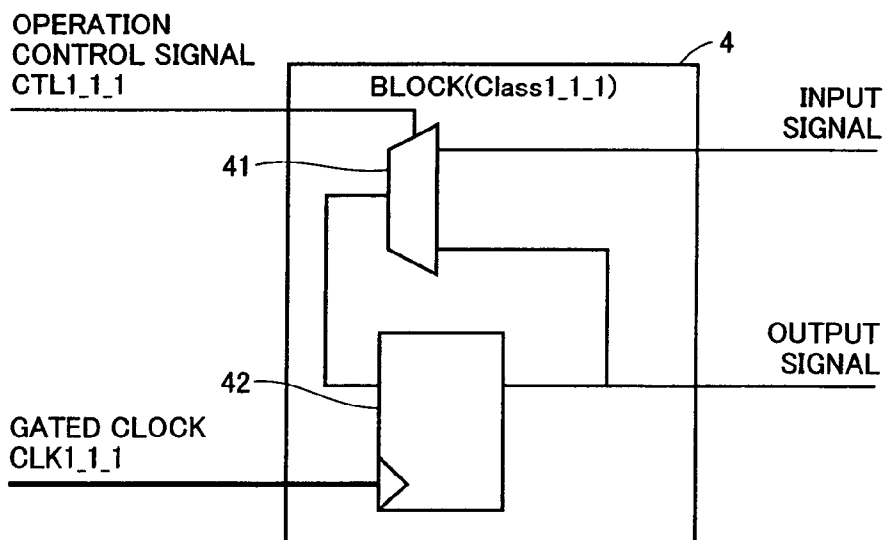 OPERATION
CONTROL SIGNAL
CTL1_1_1
4
BLOCK(Class1_1_1)
INPUT
SIGNAL
41
OUTPUT
SIGNAL
42
GATED CLOCK
CLK1_1_1